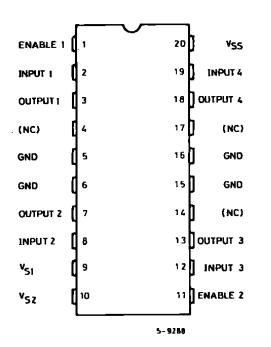 ENABLE 1 1 20 VSS
INPUT 1 2 19 INPUT 4
OUTPUT 1 3 18 OUTPUT 4
(NC) 4 17 (NC)
GND 5 16 GND
GND 6 15 GND
OUTPUT 2 7 14 (NC)
INPUT 2 8 13 OUTPUT 3
VS1 9 12 INPUT 3
VS2 10 11 ENABLE 2
5-9288